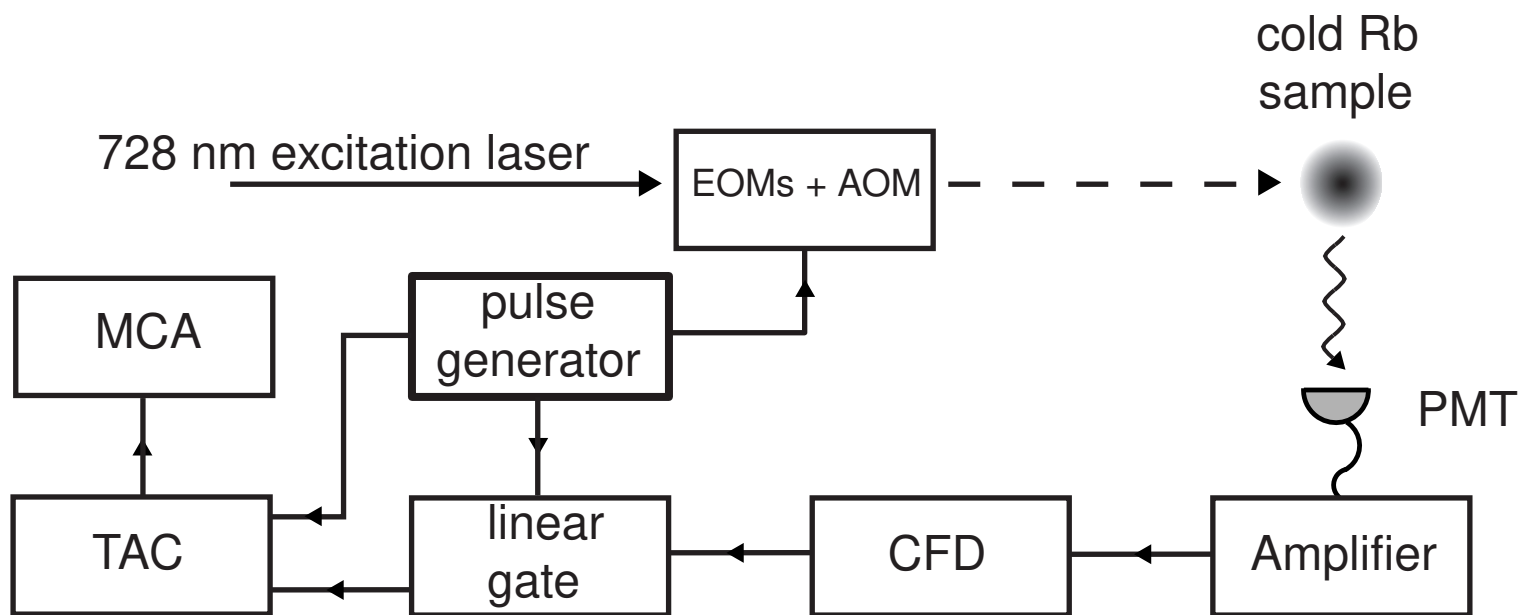 cold Rb
sample
728 nm excitation laser
EOMs + AOM
MCA
pulse
generator
PMT
TAC
linear
gate
CFD
Amplifier